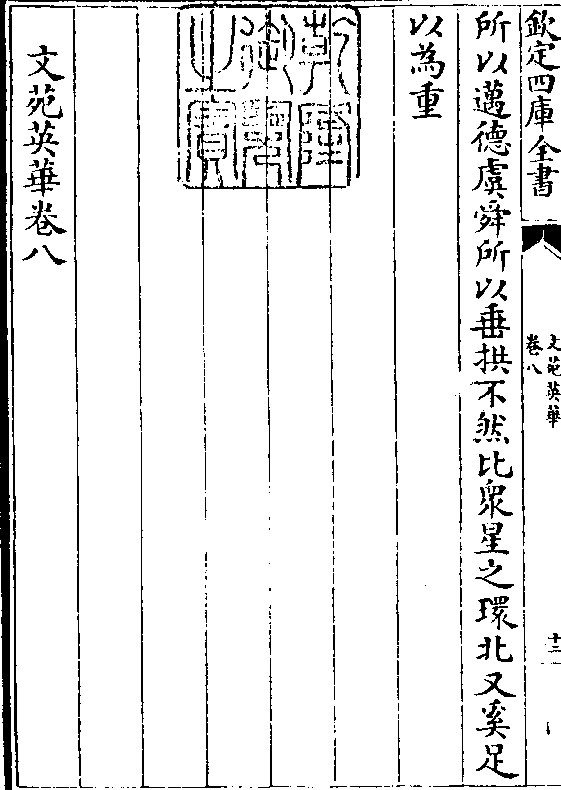 欽定四庫全書
文苑英華
卷八
十三
所以邁德虞舜所以垂拱不然比衆星之環北又奚足
以為重
乾隆
御覽
之寶
文苑英華卷八